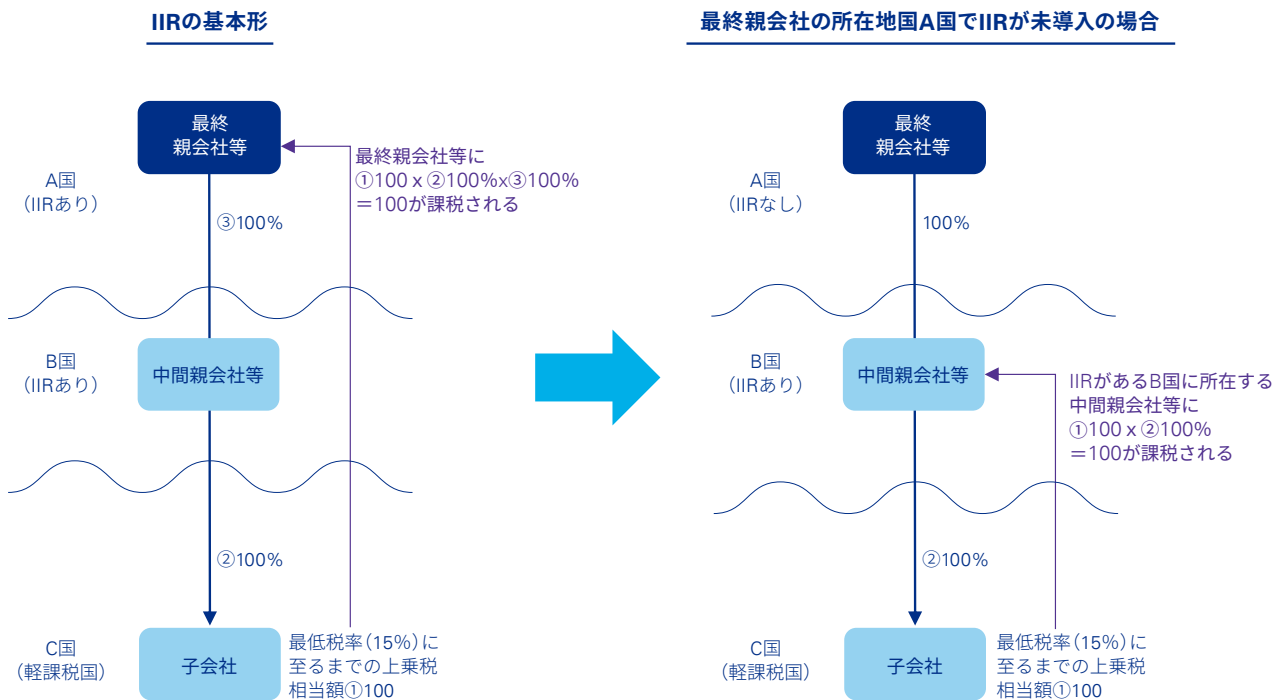 IIRの基本形
最終
親会社等
A国
(IIRあり)
③100%
最終親会社等に
①100 x ②100%x③100%
＝100が課税される
B国
(IIRあり)
中間親会社等
②100%
C国
(軽課税国)
子会社
最低税率(15%)に
至るまでの上乗税
相当額①100
最終親会社の所在地国A国でIIRが未導入の場合
最終
親会社等
A国
(IIRなし)
100%
B国
(IIRあり)
中間親会社等
IIRがあるB国に所在する
中間親会社等に
①100 x ②100%
＝100が課税される
②100%
C国
(軽課税国)
子会社
最低税率(15%)に
至るまでの上乗税
相当額①100